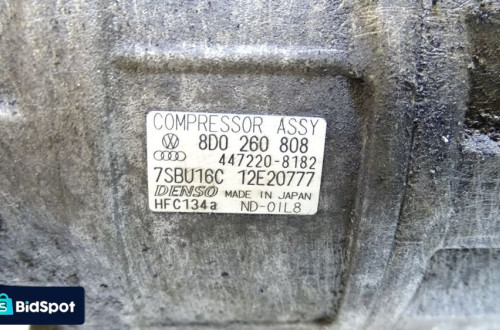 COMPRESSOR ASSY
8D0 260 808
447220-8182
7SBU16C 12E20777
DENSO MADE IN JAPAN
HFC134a ND-OIL8
BidSpot